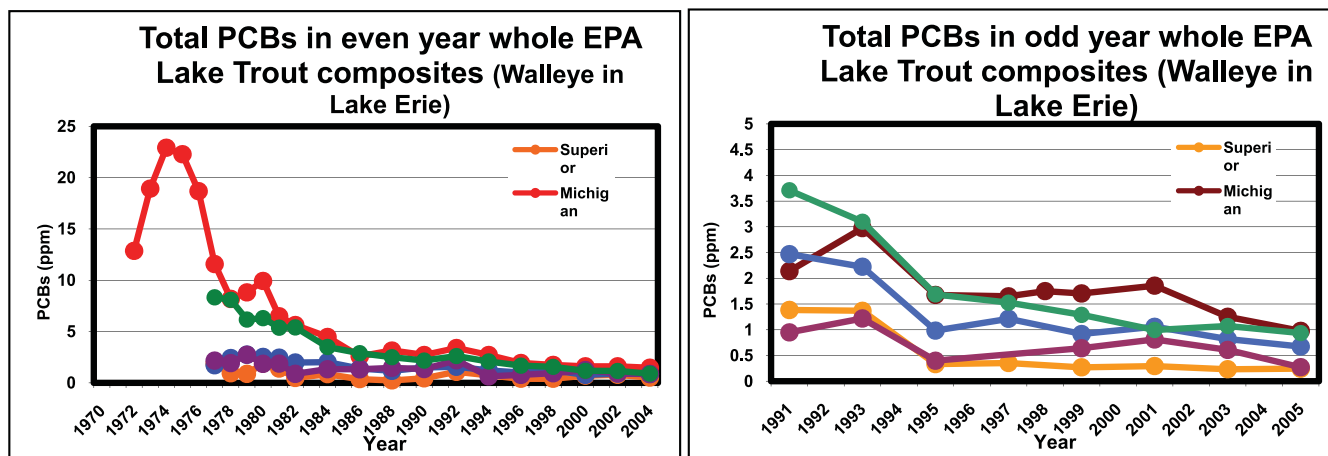 Total PCBs in even year whole EPA
Lake Trout composites (Walleye in
Lake Erie)
25
20
15
10
5
0
PCBs (ppm)
Superi
or
Michig
an
1970
1972
1974
1976
1978
1980
1982
1984
1986
1988
1990
1992
1994
1996
1998
2000
2002
2004
Year
Total PCBs in odd year whole EPA
Lake Trout composites (Walleye in
Lake Erie)
5
4.5
4
3.5
3
2.5
2
1.5
1
0.5
0
PCBs (ppm)
Superi
or
Michig
an
1991
1992
1993
1994
1995
1996
1997
1998
1999
2000
2001
2002
2003
2004
2005
Year